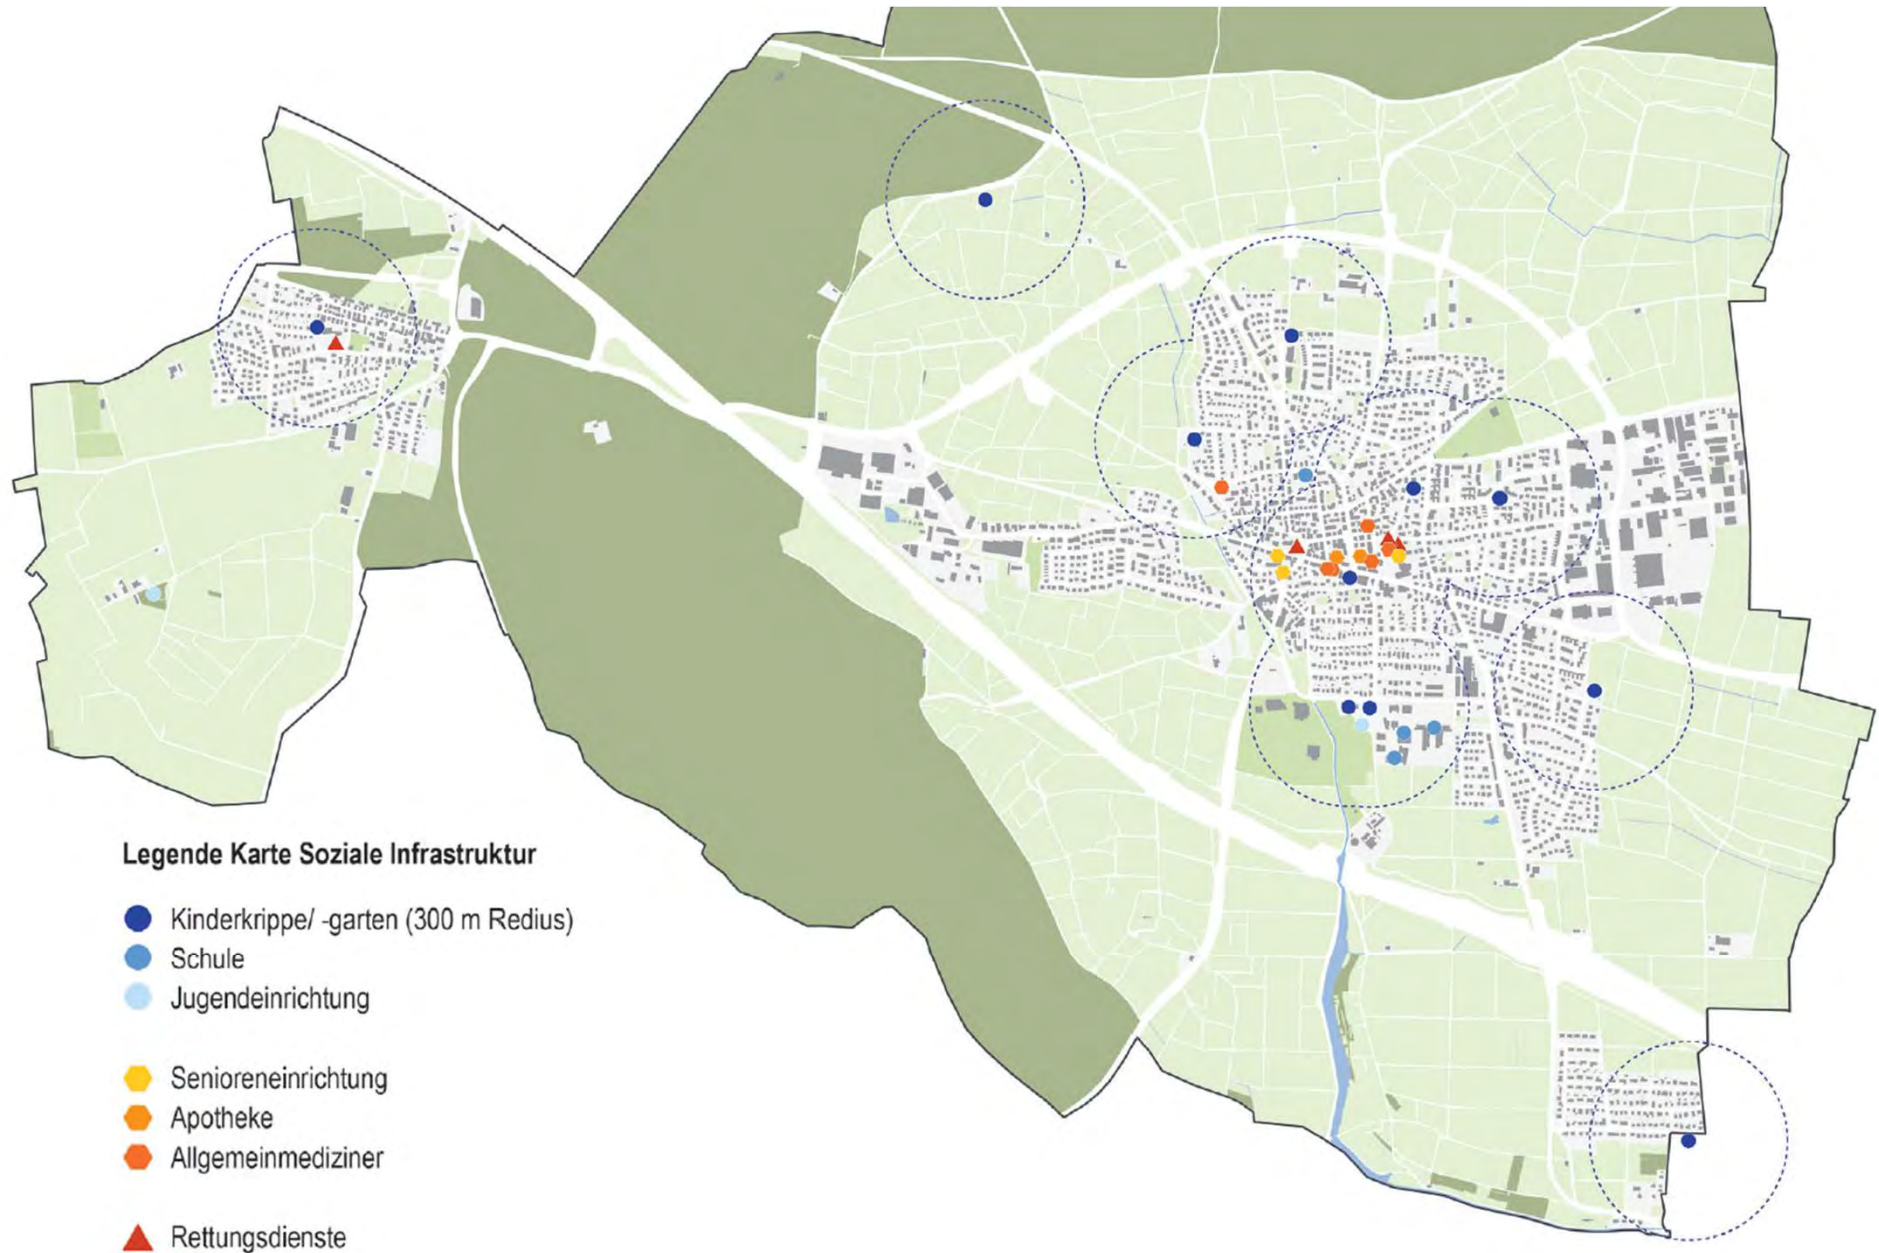 Legende Karte Soziale Infrastruktur
Kinderkrippe/ -garten (300 m Redius)
Schule
Jugendeinrichtung
Senioreneinrichtung
Apotheke
Allgemeinmediziner
Rettungsdienste